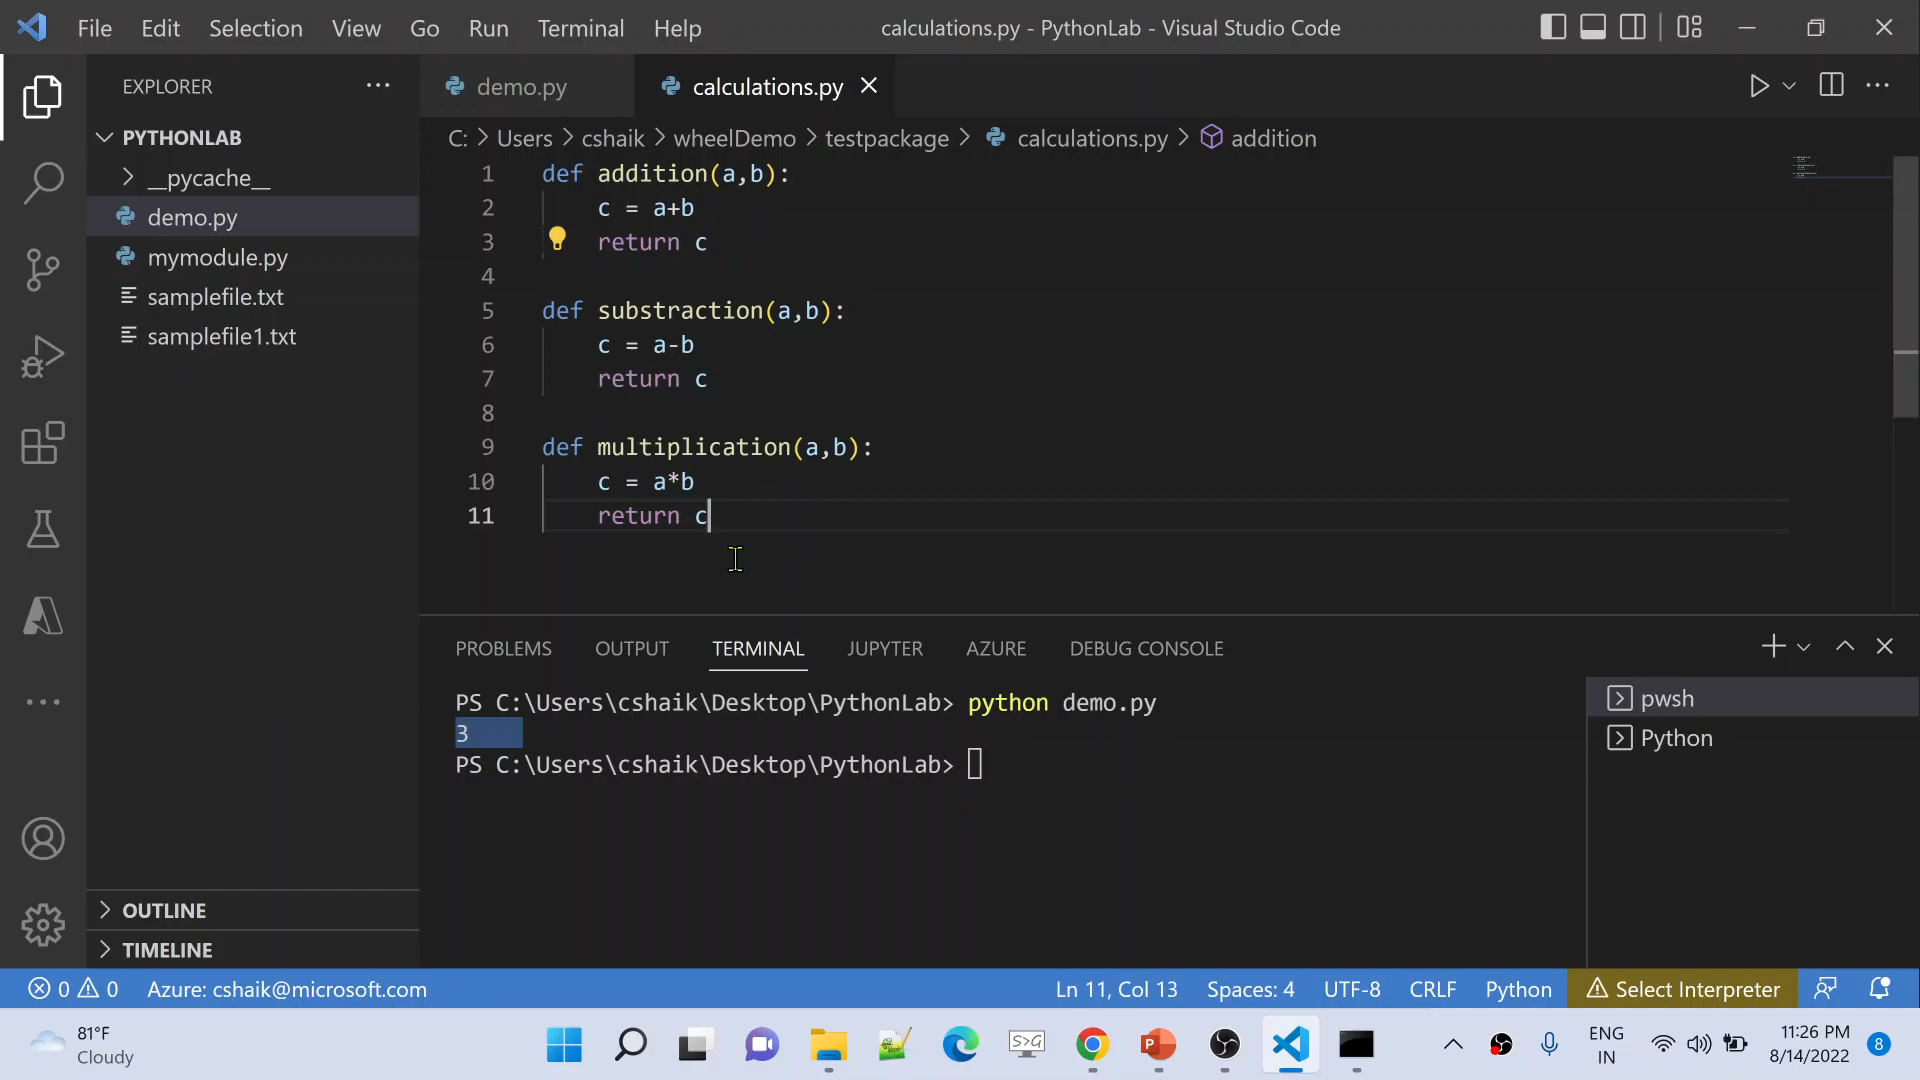 File Edit Selection View Go Run Terminal Help
calculations.py - PythonLab - Visual Studio Code
EXPLORER
PYTHONLAB
__pycache__
demo.py
mymodule.py
samplefile.txt
samplefile1.txt
OUTLINE
TIMELINE
demo.py
calculations.py
C: > Users > cshaik > wheelDemo > testpackage > calculations.py > addition
1 def addition(a,b):
2 c = a+b
3 return c
4
5 def substraction(a,b):
6 c = a-b
7 return c
8
9 def multiplication(a,b):
10 c = a*b
11 return c
PROBLEMS OUTPUT TERMINAL JUPYTER AZURE DEBUG CONSOLE
PS C:\Users\cshaik\Desktop\PythonLab> python demo.py
3
PS C:\Users\cshaik\Desktop\PythonLab>
pwsh
Python
0 0 Azure: cshaik@microsoft.com
Ln 11, Col 13 Spaces: 4 UTF-8 CRLF Python Select Interpreter
81°F
Cloudy
S>G
ENG
IN
11:26 PM
8/14/2022
8